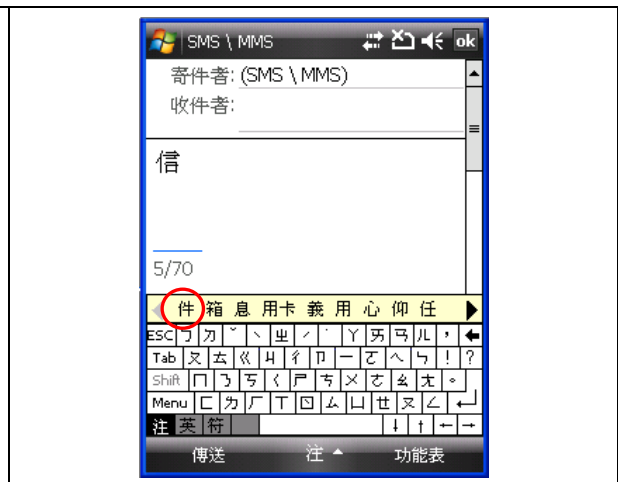 SMS \ MMS ok
寄件者: (SMS \ MMS)
收件者:
信
5/70
件 箱 息 用卡 義 用 心 仰 任
ESC ㄅ ㄉ ˇ ˋ ㄓ ˊ ˙ ㄚ ㄞ ㄢ ㄦ ，
Tab ㄆ ㄊ ㄍ ㄐ ㄔ ㄗ ㄧ ㄛ ㄟ ㄣ ! ?
Shift ㄇ ㄋ ㄎ ㄑ ㄕ ㄘ ㄨ ㄜ ㄠ ㄤ 。
Menu ㄈ ㄌ ㄏ ㄒ ㄖ ㄙ ㄩ ㄝ ㄡ ㄥ
注 英 符
傳送 注 功能表